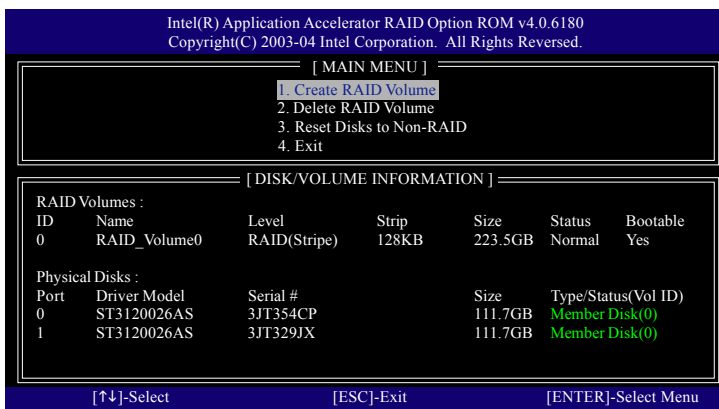 Intel(R) Application Accelerator RAID Option ROM v4.0.6180
Copyright(C) 2003-04 Intel Corporation. All Rights Reversed.
[ MAIN MENU ]
1. Create RAID Volume
2. Delete RAID Volume
3. Reset Disks to Non-RAID
4. Exit
[ DISK/VOLUME INFORMATION ]
RAID Volumes :
ID Name Level Strip Size Status Bootable
0 RAID_Volume0 RAID(Stripe) 128KB 223.5GB Normal Yes
Physical Disks :
Port Driver Model Serial # Size Type/Status(Vol ID)
0 ST3120026AS 3JT354CP 111.7GB Member Disk(0)
1 ST3120026AS 3JT329JX 111.7GB Member Disk(0)
[↑↓]-Select [ESC]-Exit [ENTER]-Select Menu